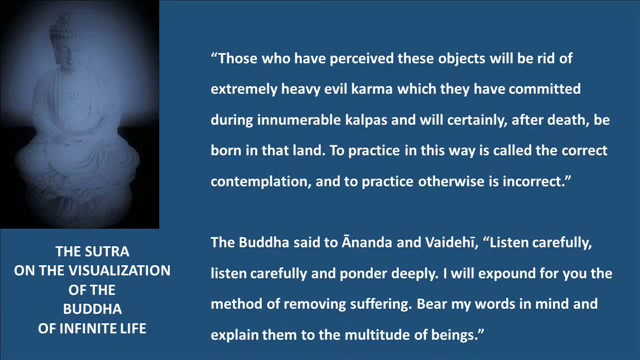 “Those who have perceived these objects will be rid of
extremely heavy evil karma which they have committed
during innumerable kalpas and will certainly, after death, be
born in that land. To practice in this way is called the correct
contemplation, and to practice otherwise is incorrect.”
The Buddha said to Ānanda and Vaidehī, “Listen carefully,
listen carefully and ponder deeply. I will expound for you the
method of removing suffering. Bear my words in mind and
explain them to the multitude of beings.”
THE SUTRA
ON THE VISUALIZATION
OF THE
BUDDHA
OF INFINITE LIFE